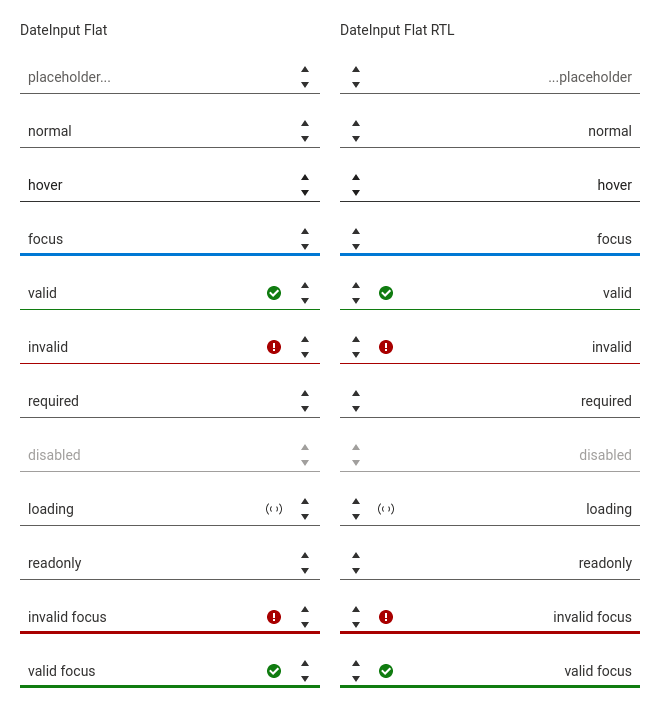 DateInput Flat
placeholder...
normal
hover
focus
valid
invalid
required
disabled
loading
readonly
invalid focus
valid focus
DateInput Flat RTL
...placeholder
normal
hover
focus
valid
invalid
required
disabled
loading
readonly
invalid focus
valid focus